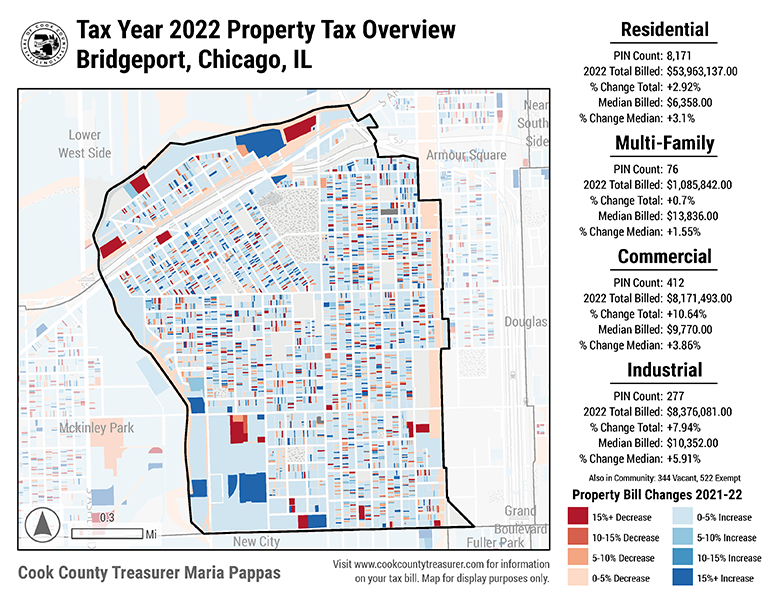 Tax Year 2022 Property Tax Overview
Bridgeport, Chicago, IL
Residential
PIN Count: 8,171
2022 Total Billed: $53,963,137.00
% Change Total: +2.92%
Median Billed: $6,358.00
% Change Median: +3.1%
Multi-Family
PIN Count: 76
2022 Total Billed: $1,085,842.00
% Change Total: +0.7%
Median Billed: $13,836.00
% Change Median: +1.55%
Commercial
PIN Count: 412
2022 Total Billed: $8,171,493.00
% Change Total: +10.64%
Median Billed: $9,770.00
% Change Median: +3.86%
Industrial
PIN Count: 277
2022 Total Billed: $8,376,081.00
% Change Total: +7.94%
Median Billed: $10,352.00
% Change Median: +5.91%
Also in Community: 344 Vacant, 522 Exempt
Property Bill Changes 2021-22
15%+ Decrease
10-15% Decrease
5-10% Decrease
0-5% Decrease
0-5% Increase
5-10% Increase
10-15% Increase
15%+ Increase
Lower
West Side
Near
South
Side
Armour Square
Douglas
McKinley Park
Grand
Boulevard
Fuller Park
New City
0.3
Mi
Cook County Treasurer Maria Pappas
Visit www.cookcountytreasurer.com for information
on your tax bill. Map for display purposes only.